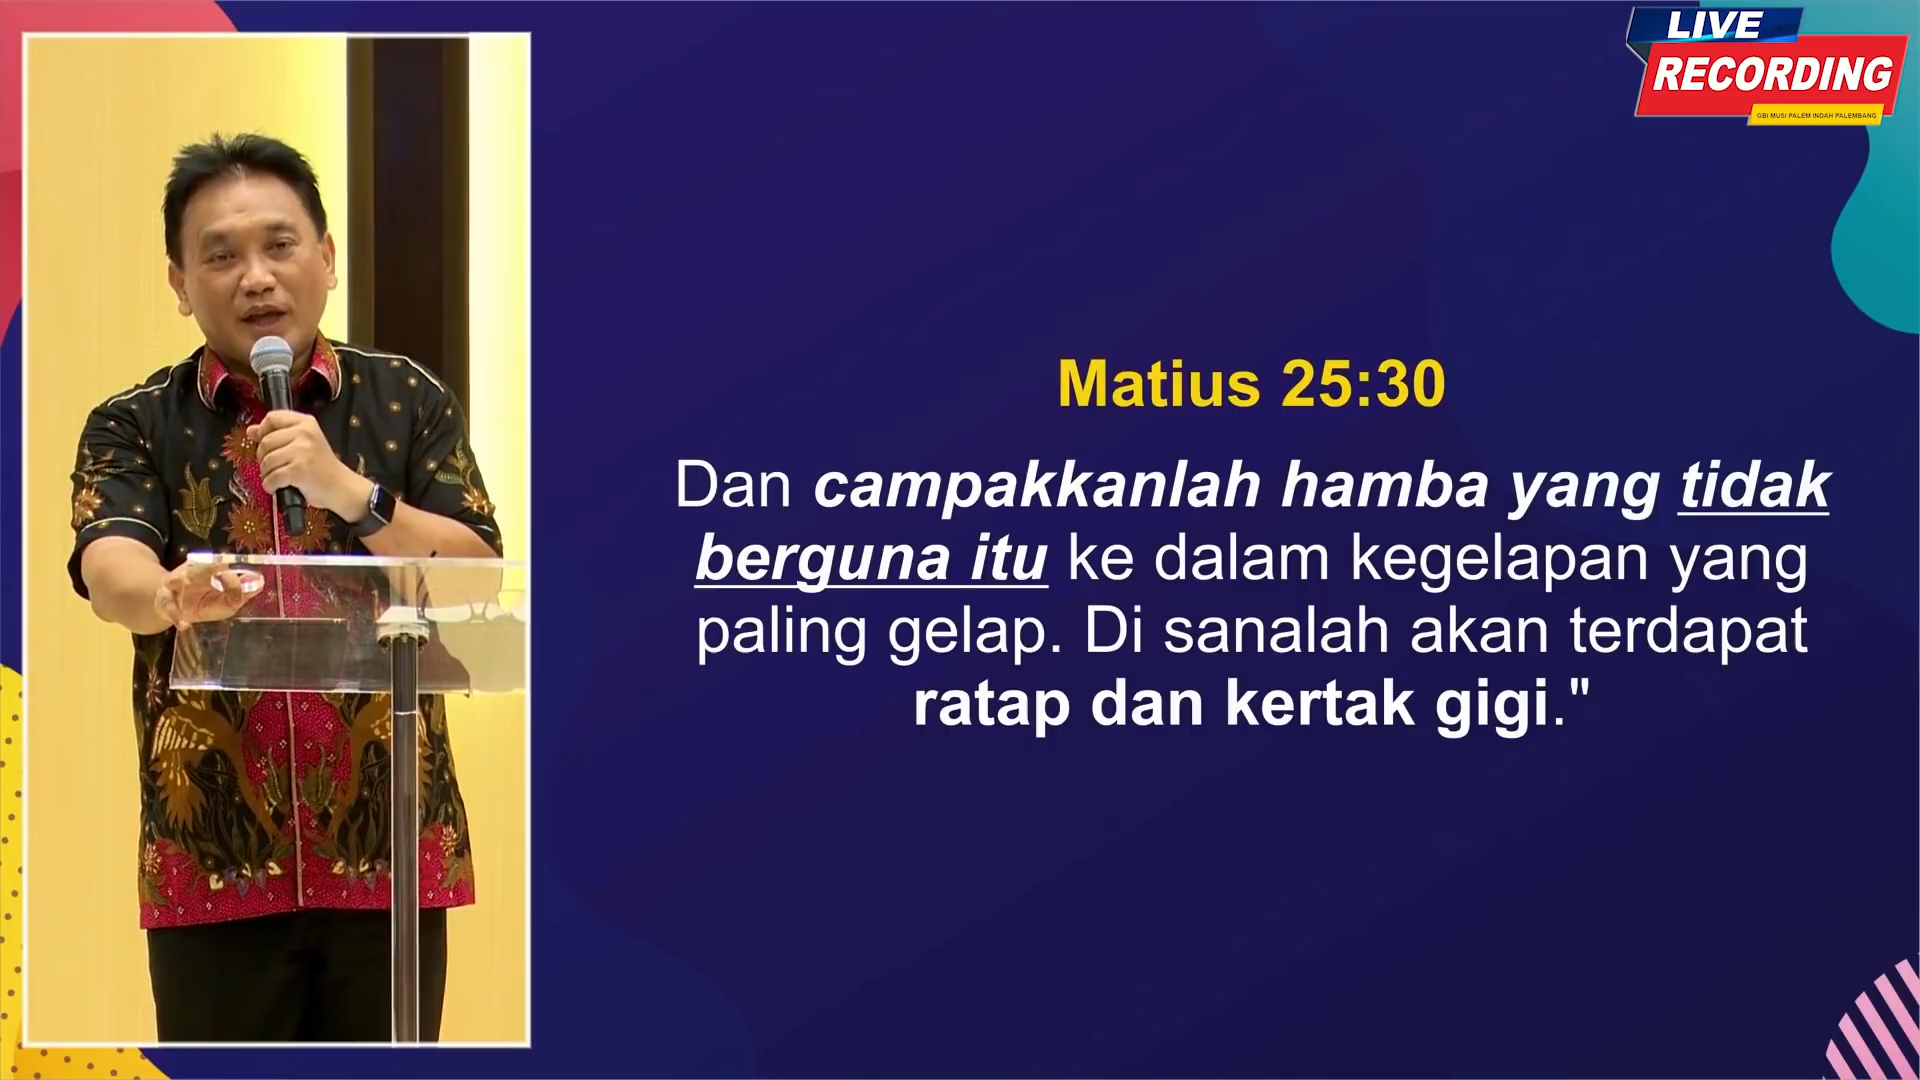 LIVE
RECORDING
GBI MUSI PALEM INDAH PALEMBANG
Matius 25:30
Dan campakkanlah hamba yang tidak
berguna itu ke dalam kegelapan yang
paling gelap. Di sanalah akan terdapat
ratap dan kertak gigi."